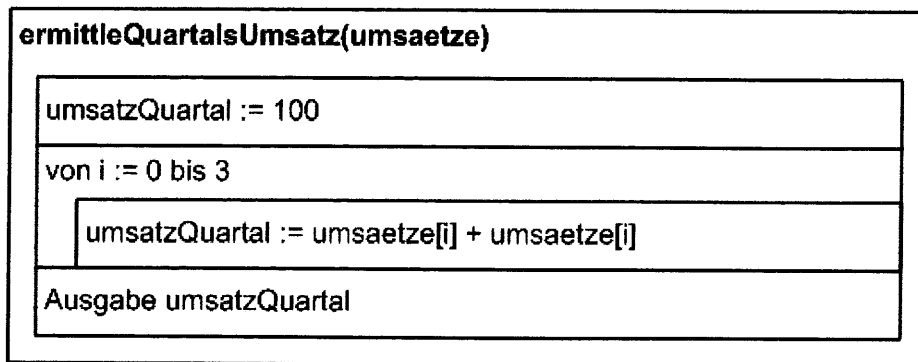 ermittleQuartalsUmsatz(umsaetze)
umsatzQuartal := 100
von i := 0 bis 3
umsatzQuartal := umsaetze[i] + umsaetze[i]
Ausgabe umsatzQuartal